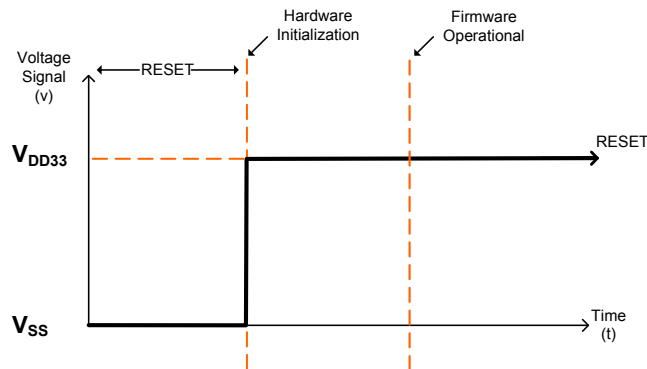 Hardware
Initialization
Firmware
Operational
Voltage
Signal
(v)
RESET
VDD33
RESET
VSS
Time
(t)